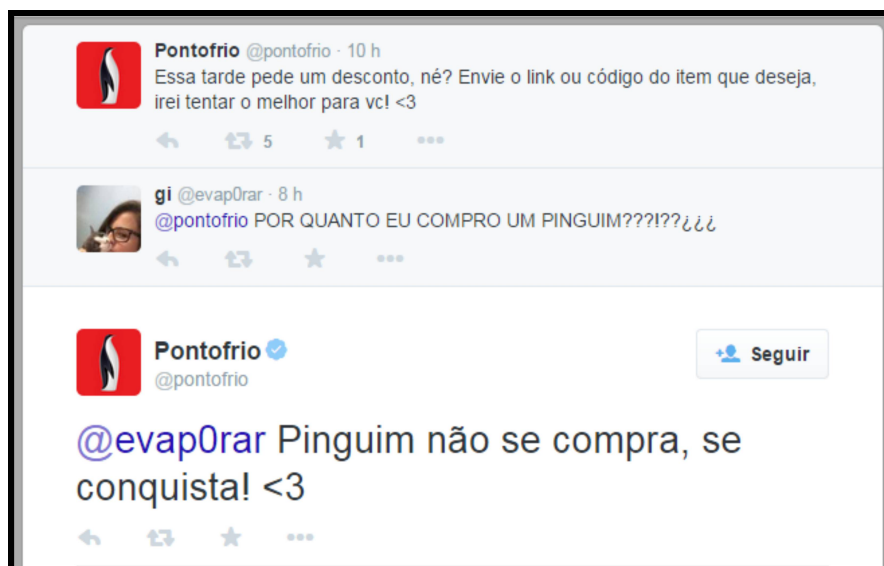 Pontofrio @pontofrio · 10 h
Essa tarde pede um desconto, né? Envie o link ou código do item que deseja,
irei tentar o melhor para vc! <3
5 1
gi @evap0rar · 8 h
@pontofrio POR QUANTO EU COMPRO UM PINGUIM???!??¿¿¿
Pontofrio
Seguir
@pontofrio
@evap0rar Pinguim não se compra, se
conquista! <3